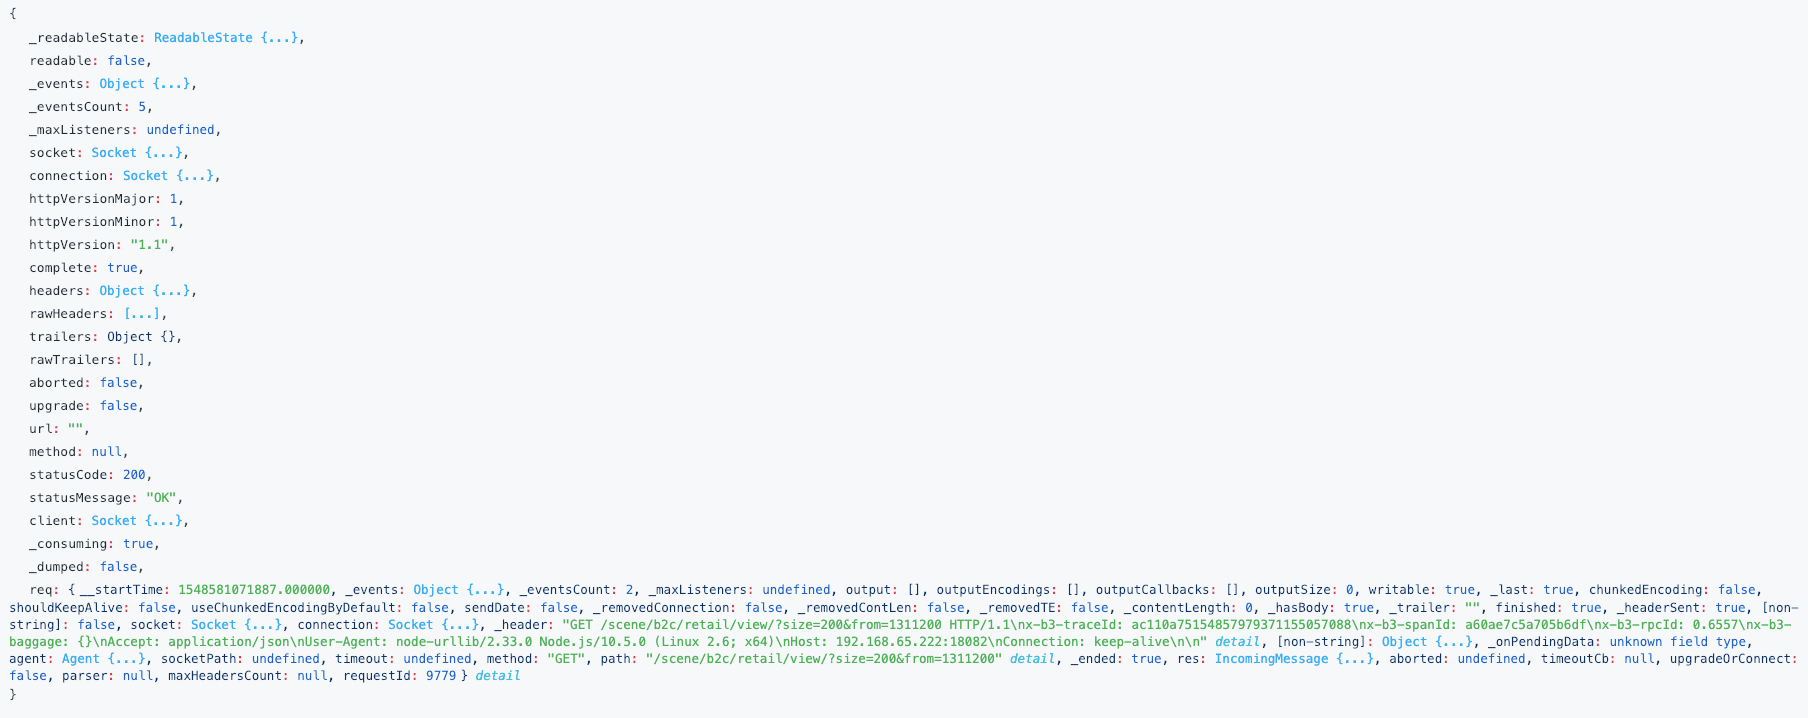 {
_readableState: ReadableState {...},
readable: false,
_events: Object {...},
_eventsCount: 5,
_maxListeners: undefined,
socket: Socket {...},
connection: Socket {...},
httpVersionMajor: 1,
httpVersionMinor: 1,
httpVersion: "1.1",
complete: true,
headers: Object {...},
rawHeaders: [...],
trailers: Object {},
rawTrailers: [],
aborted: false,
upgrade: false,
url: "",
method: null,
statusCode: 200,
statusMessage: "OK",
client: Socket {...},
_consuming: true,
_dumped: false,
req: { __startTime: 1548581071887.000000, _events: Object {...}, _eventsCount: 2, _maxListeners: undefined, output: [], outputEncodings: [], outputCallbacks: [], outputSize: 0, writable: true, _last: true, chunkedEncoding: false,
shouldKeepAlive: false, useChunkedEncodingByDefault: false, sendDate: false, _removedConnection: false, _removedContLen: false, _removedTE: false, _contentLength: 0, _hasBody: true, _trailer: "", finished: true, _headerSent: true, [non-
string]: false, socket: Socket {...}, connection: Socket {...}, _header: "GET /scene/b2c/retail/view/?size=200&from=1311200 HTTP/1.1\nx-b3-traceId: ac110a75154857979371155057088\nx-b3-spanId: a60ae7c5a705b6df\nx-b3-rpcId: 0.6557\nx-b3-
baggage: {}\nAccept: application/json\nUser-Agent: node-urllib/2.33.0 Node.js/10.5.0 (Linux 2.6; x64)\nHost: 192.168.65.222:18082\nConnection: keep-alive\n\n" detail, [non-string]: Object {...}, _onPendingData: unknown field type,
agent: Agent {...}, socketPath: undefined, timeout: undefined, method: "GET", path: "/scene/b2c/retail/view/?size=200&from=1311200" detail, _ended: true, res: IncomingMessage {...}, aborted: undefined, timeoutCb: null, upgradeOrConnect:
false, parser: null, maxHeadersCount: null, requestId: 9779 } detail
}